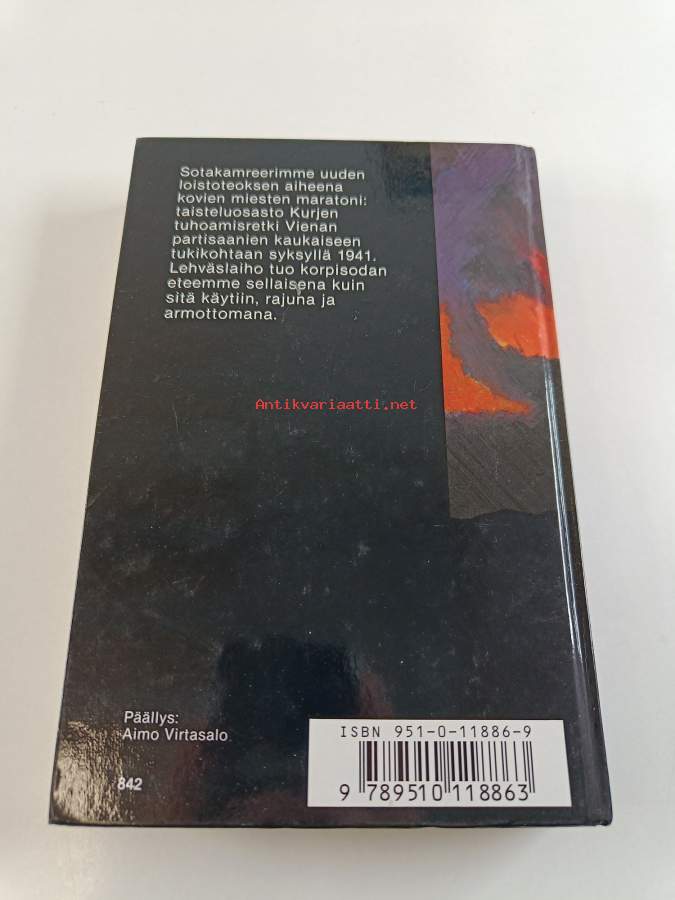 Sotakamreerimme uuden
loistoteoksen aiheena
kovien miesten maratoni:
taisteluosasto Kurjen
tuhoamisretki Vienan
partisaanien kaukaiseen
tukikohtaan syksyllä 1941.
Lehväslaiho tuo korpisodan
eteemme sellaisena kuin
sitä käytiin, rajuna ja
armottomana.
Antikvariaatti.net
Päällys:
Aimo Virtasalo
842
ISBN 951-0-11886-9
9 789510 118863